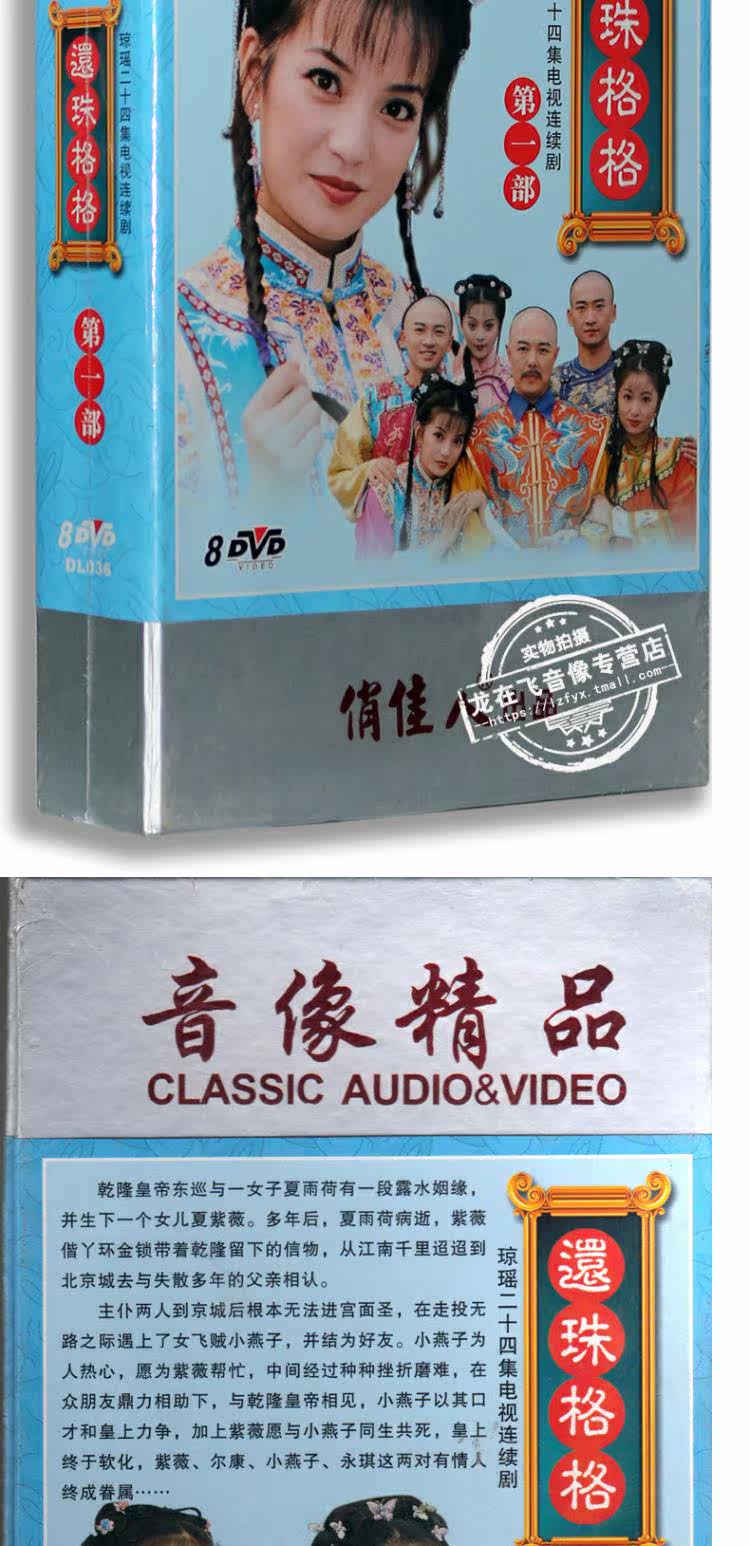 還珠格格
琼瑶二十四集电视连续剧
第一部
8 DVD
DL036
珠格格
十四集电视连续剧
第一部
8 DVD
VIDEO
俏佳人
实物拍摄
龙在飞音像专营店
https://lzfyx.tmall.com
音像精品
CLASSIC AUDIO&VIDEO
乾隆皇帝东巡与一女子夏雨荷有一段露水姻缘，
并生下一个女儿夏紫薇。多年后，夏雨荷病逝，紫薇
偕丫环金锁带着乾隆留下的信物，从江南千里迢迢到
北京城去与失散多年的父亲相认。
主仆两人到京城后根本无法进宫面圣，在走投无
路之际遇上了女飞贼小燕子，并结为好友。小燕子为
人热心，愿为紫薇帮忙，中间经过种种挫折磨难，在
众朋友鼎力相助下，与乾隆皇帝相见，小燕子以其口
才和皇上力争，加上紫薇愿与小燕子同生共死，皇上
终于软化，紫薇、尔康、小燕子、永琪这两对有情人
终成眷属……
琼瑶二十四集电视连续剧
還珠格格